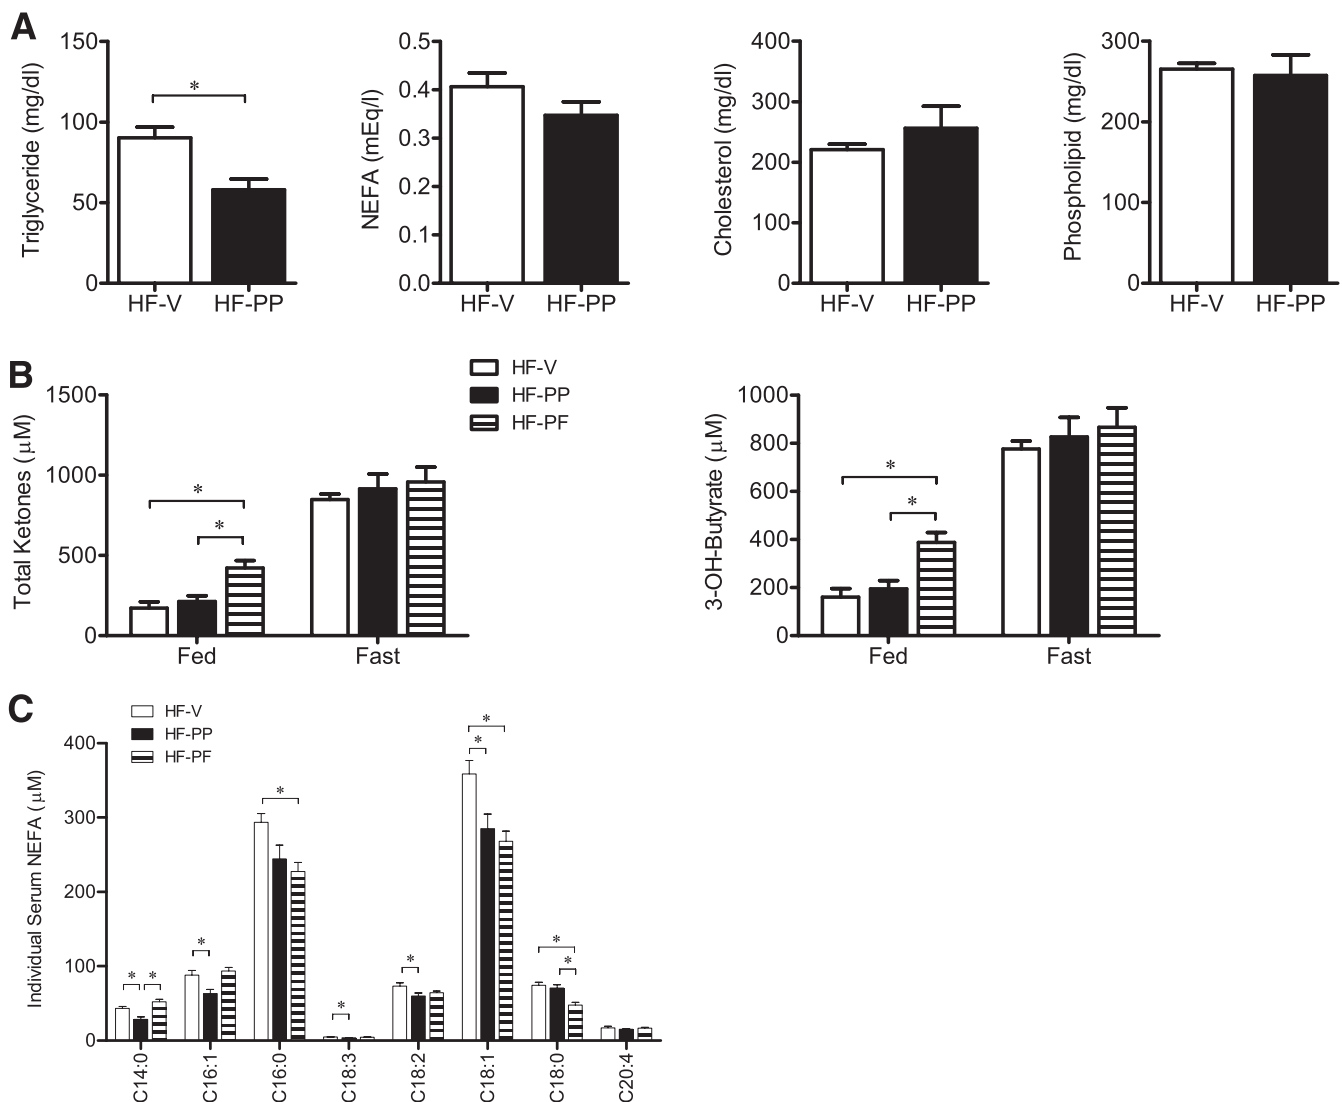 A
Triglyceride (mg/dl)
150
100
50
0
*
HF-V HF-PP
NEFA (mEq/l)
0.5
0.4
0.3
0.2
0.1
0.0
HF-V HF-PP
Cholesterol (mg/dl)
400
300
200
100
0
HF-V HF-PP
Phospholipid (mg/dl)
300
200
100
0
HF-V HF-PP
B
Total Ketones (μM)
1500
1000
500
0
*
*
Fed Fast
HF-V
HF-PP
HF-PF
3-OH-Butyrate (μM)
1000
800
600
400
200
0
*
*
Fed Fast
C
HF-V
HF-PP
HF-PF
Individual Serum NEFA (μM)
400
300
200
100
0
* *
*
*
*
*
*
*
*
*
C14:0
C16:1
C16:0
C18:3
C18:2
C18:1
C18:0
C20:4